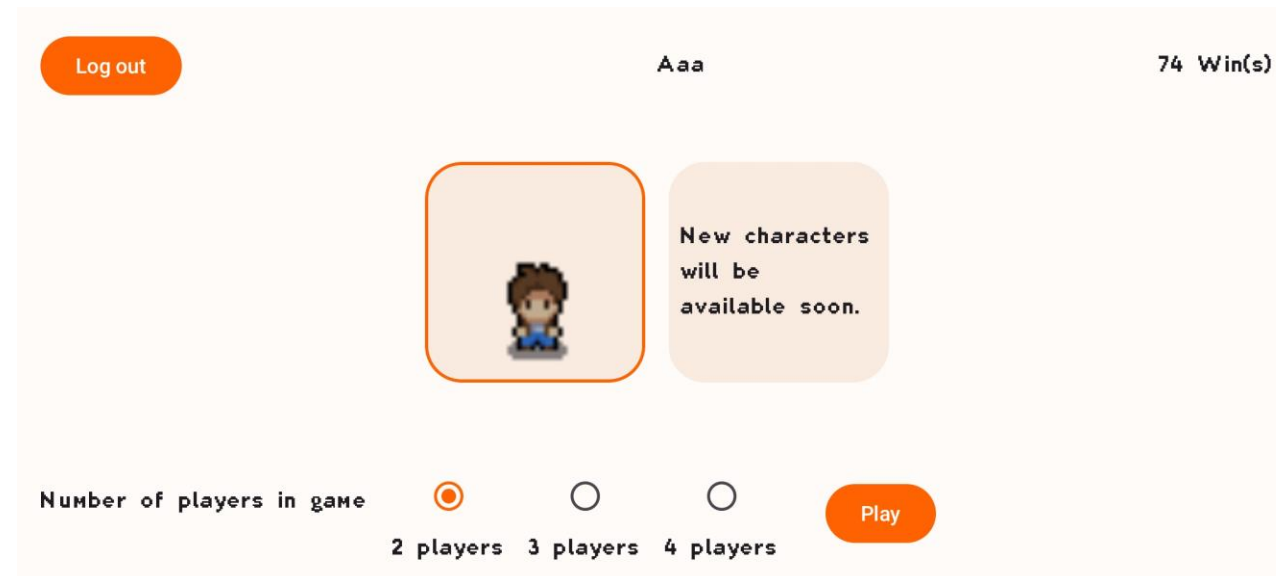 Log out
Aaa
74 Win(s)
New characters
will be
available soon.
Number of players in game
2 players
3 players
4 players
Play